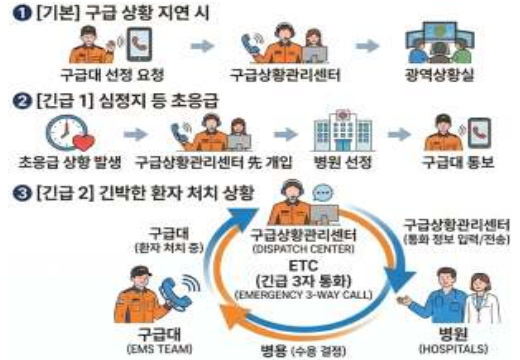 ❶ [기본] 구급 상황 지연 시
구급대 선정 요청
구급상황관리센터
광역상황실
❷ [긴급 1] 심정지 등 초응급
초응급 상황 발생
구급상황관리센터 先 개입
병원 선정
구급대 통보
❸ [긴급 2] 긴박한 환자 처치 상황
구급대
(환자 처치 중)
구급상황관리센터
(DISPATCH CENTER)
ETC
(긴급 3자 통화)
(EMERGENCY 3-WAY CALL)
구급상황관리센터
(통화 정보 입력/전송)
구급대
(EMS TEAM)
병용 (수용 결정)
병원
(HOSPITALS)